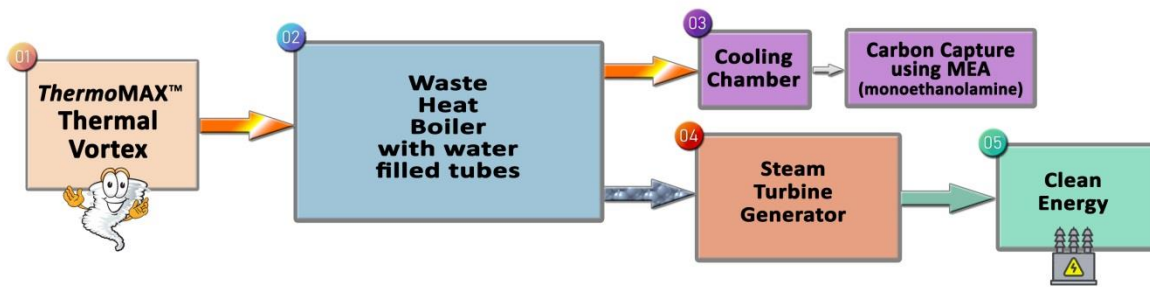 01
ThermoMAX™
Thermal
Vortex
02
Waste
Heat
Boiler
with water
filled tubes
03
Cooling
Chamber
Carbon Capture
using MEA
(monoethanolamine)
04
Steam
Turbine
Generator
05
Clean
Energy